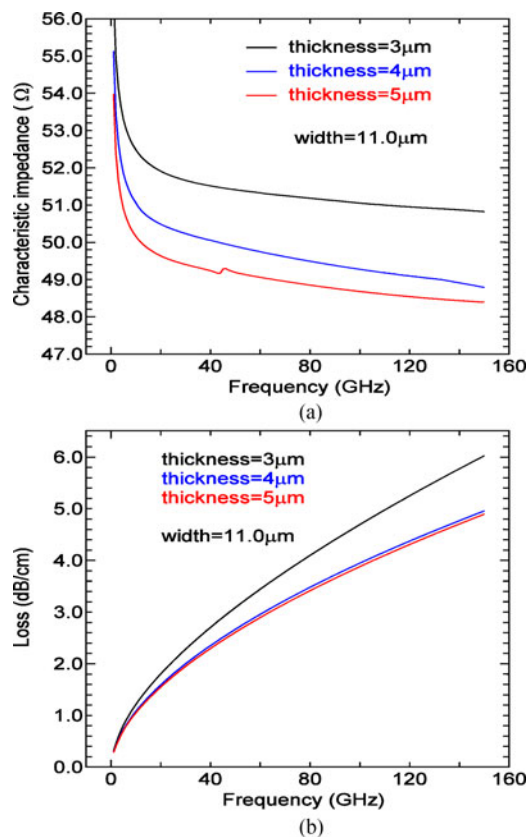 56.0
55.0
54.0
53.0
52.0
51.0
50.0
49.0
48.0
47.0
Characteristic impedance (Ω)
thickness=3μm
thickness=4μm
thickness=5μm
width=11.0μm
0 40 80 120 160
Frequency (GHz)
(a)
6.0
5.0
4.0
3.0
2.0
1.0
0.0
Loss (dB/cm)
thickness=3μm
thickness=4μm
thickness=5μm
width=11.0μm
0 40 80 120 160
Frequency (GHz)
(b)